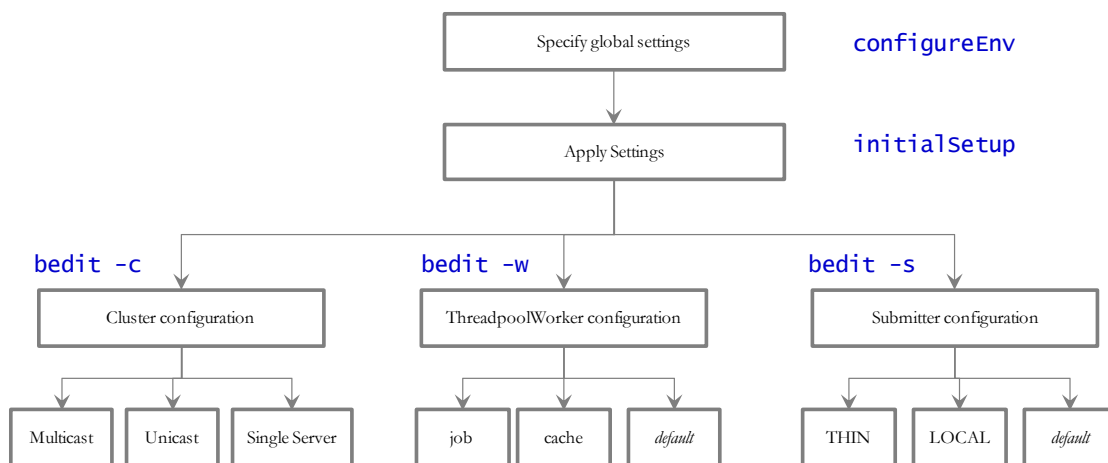 Specify global settings
configureEnv
Apply Settings
initialSetup
bedit -c
bedit -w
bedit -s
Cluster configuration
ThreadpoolWorker configuration
Submitter configuration
Multicast
Unicast
Single Server
job
cache
default
THIN
LOCAL
default